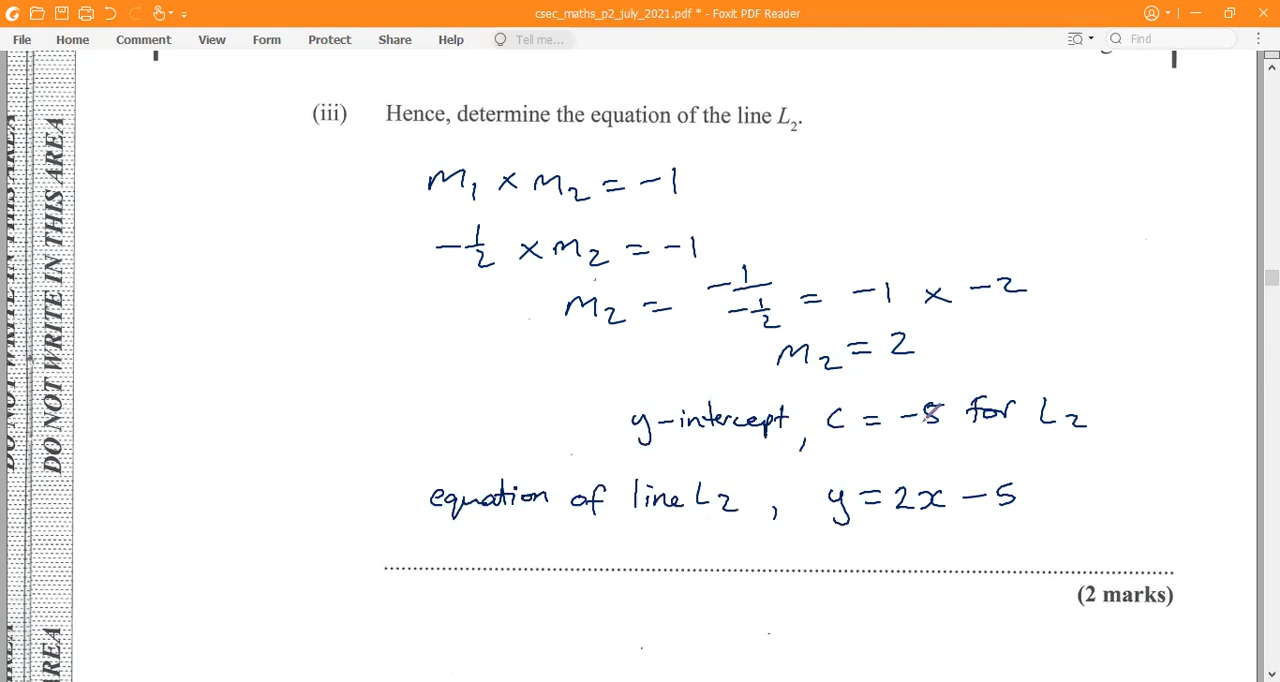 csec_maths_p2_july_2021.pdf * - Foxit PDF Reader
File Home Comment View Form Protect Share Help Tell me... Find
(iii) Hence, determine the equation of the line L₂.
m₁ × m₂ = -1
-1/2 × m₂ = -1
m₂ = -1/(-1/2) = -1 × -2
m₂ = 2
y-intercept, c = -5 for L₂
equation of line L₂, y = 2x - 5
(2 marks)
DO NOT WRITE IN THIS AREA
AREA